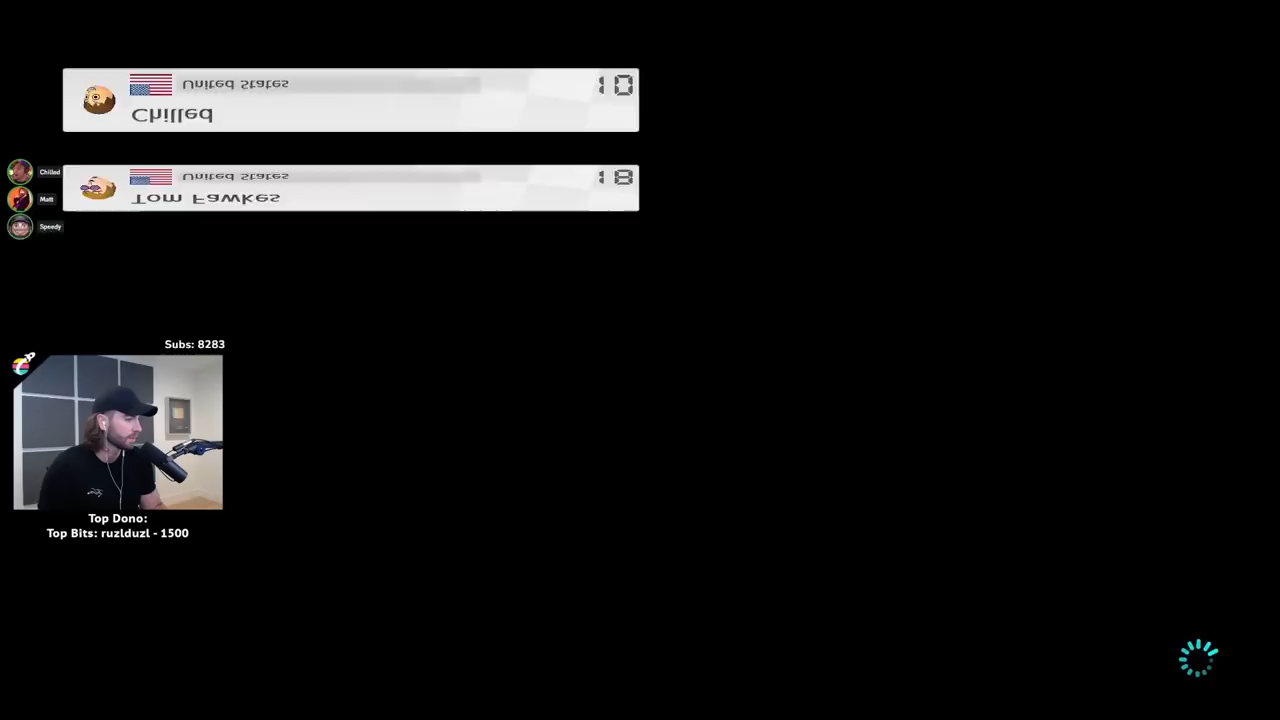 United States
10
Chilled
Chilled
United States
18
Tom Fawkes
Matt
Speedy
Subs: 8283
Top Dono:
Top Bits: ruzlduzl - 1500